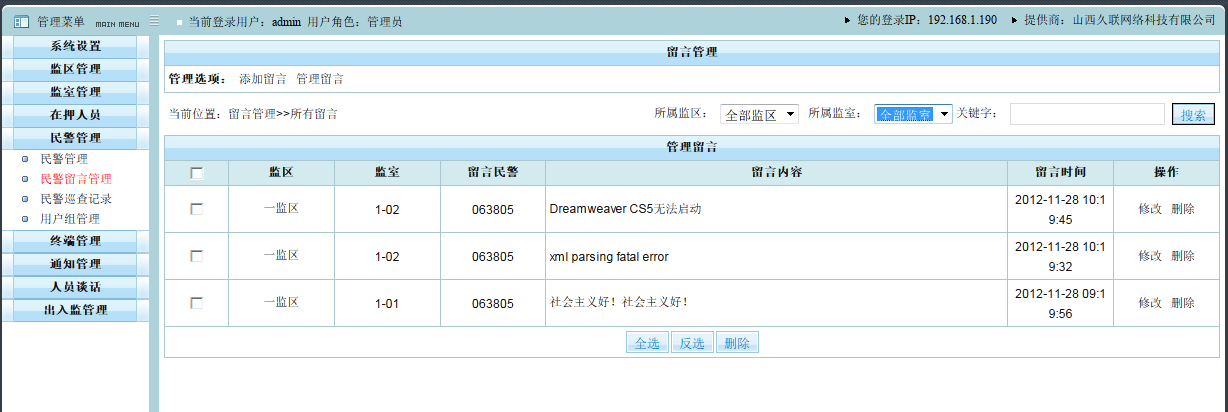 管理菜单 MAIN MENU
当前登录用户：admin 用户角色：管理员
您的登录IP：192.168.1.190 提供商：山西久联网络科技有限公司
系统设置
监区管理
监室管理
在押人员
民警管理
民警管理
民警留言管理
民警巡查记录
用户组管理
终端管理
通知管理
人员谈话
出入监管理
留言管理
管理选项： 添加留言 管理留言
当前位置：留言管理>>所有留言
所属监区： 全部监区 所属监室： 全部监室 关键字： 搜索
管理留言
监区 监室 留言民警 留言内容 留言时间 操作
一监区 1-02 063805 Dreamweaver CS5无法启动 2012-11-28 10:1
9:45 修改 删除
一监区 1-02 063805 xml parsing fatal error 2012-11-28 10:1
9:32 修改 删除
一监区 1-01 063805 社会主义好！社会主义好！ 2012-11-28 09:1
9:56 修改 删除
全选 反选 删除